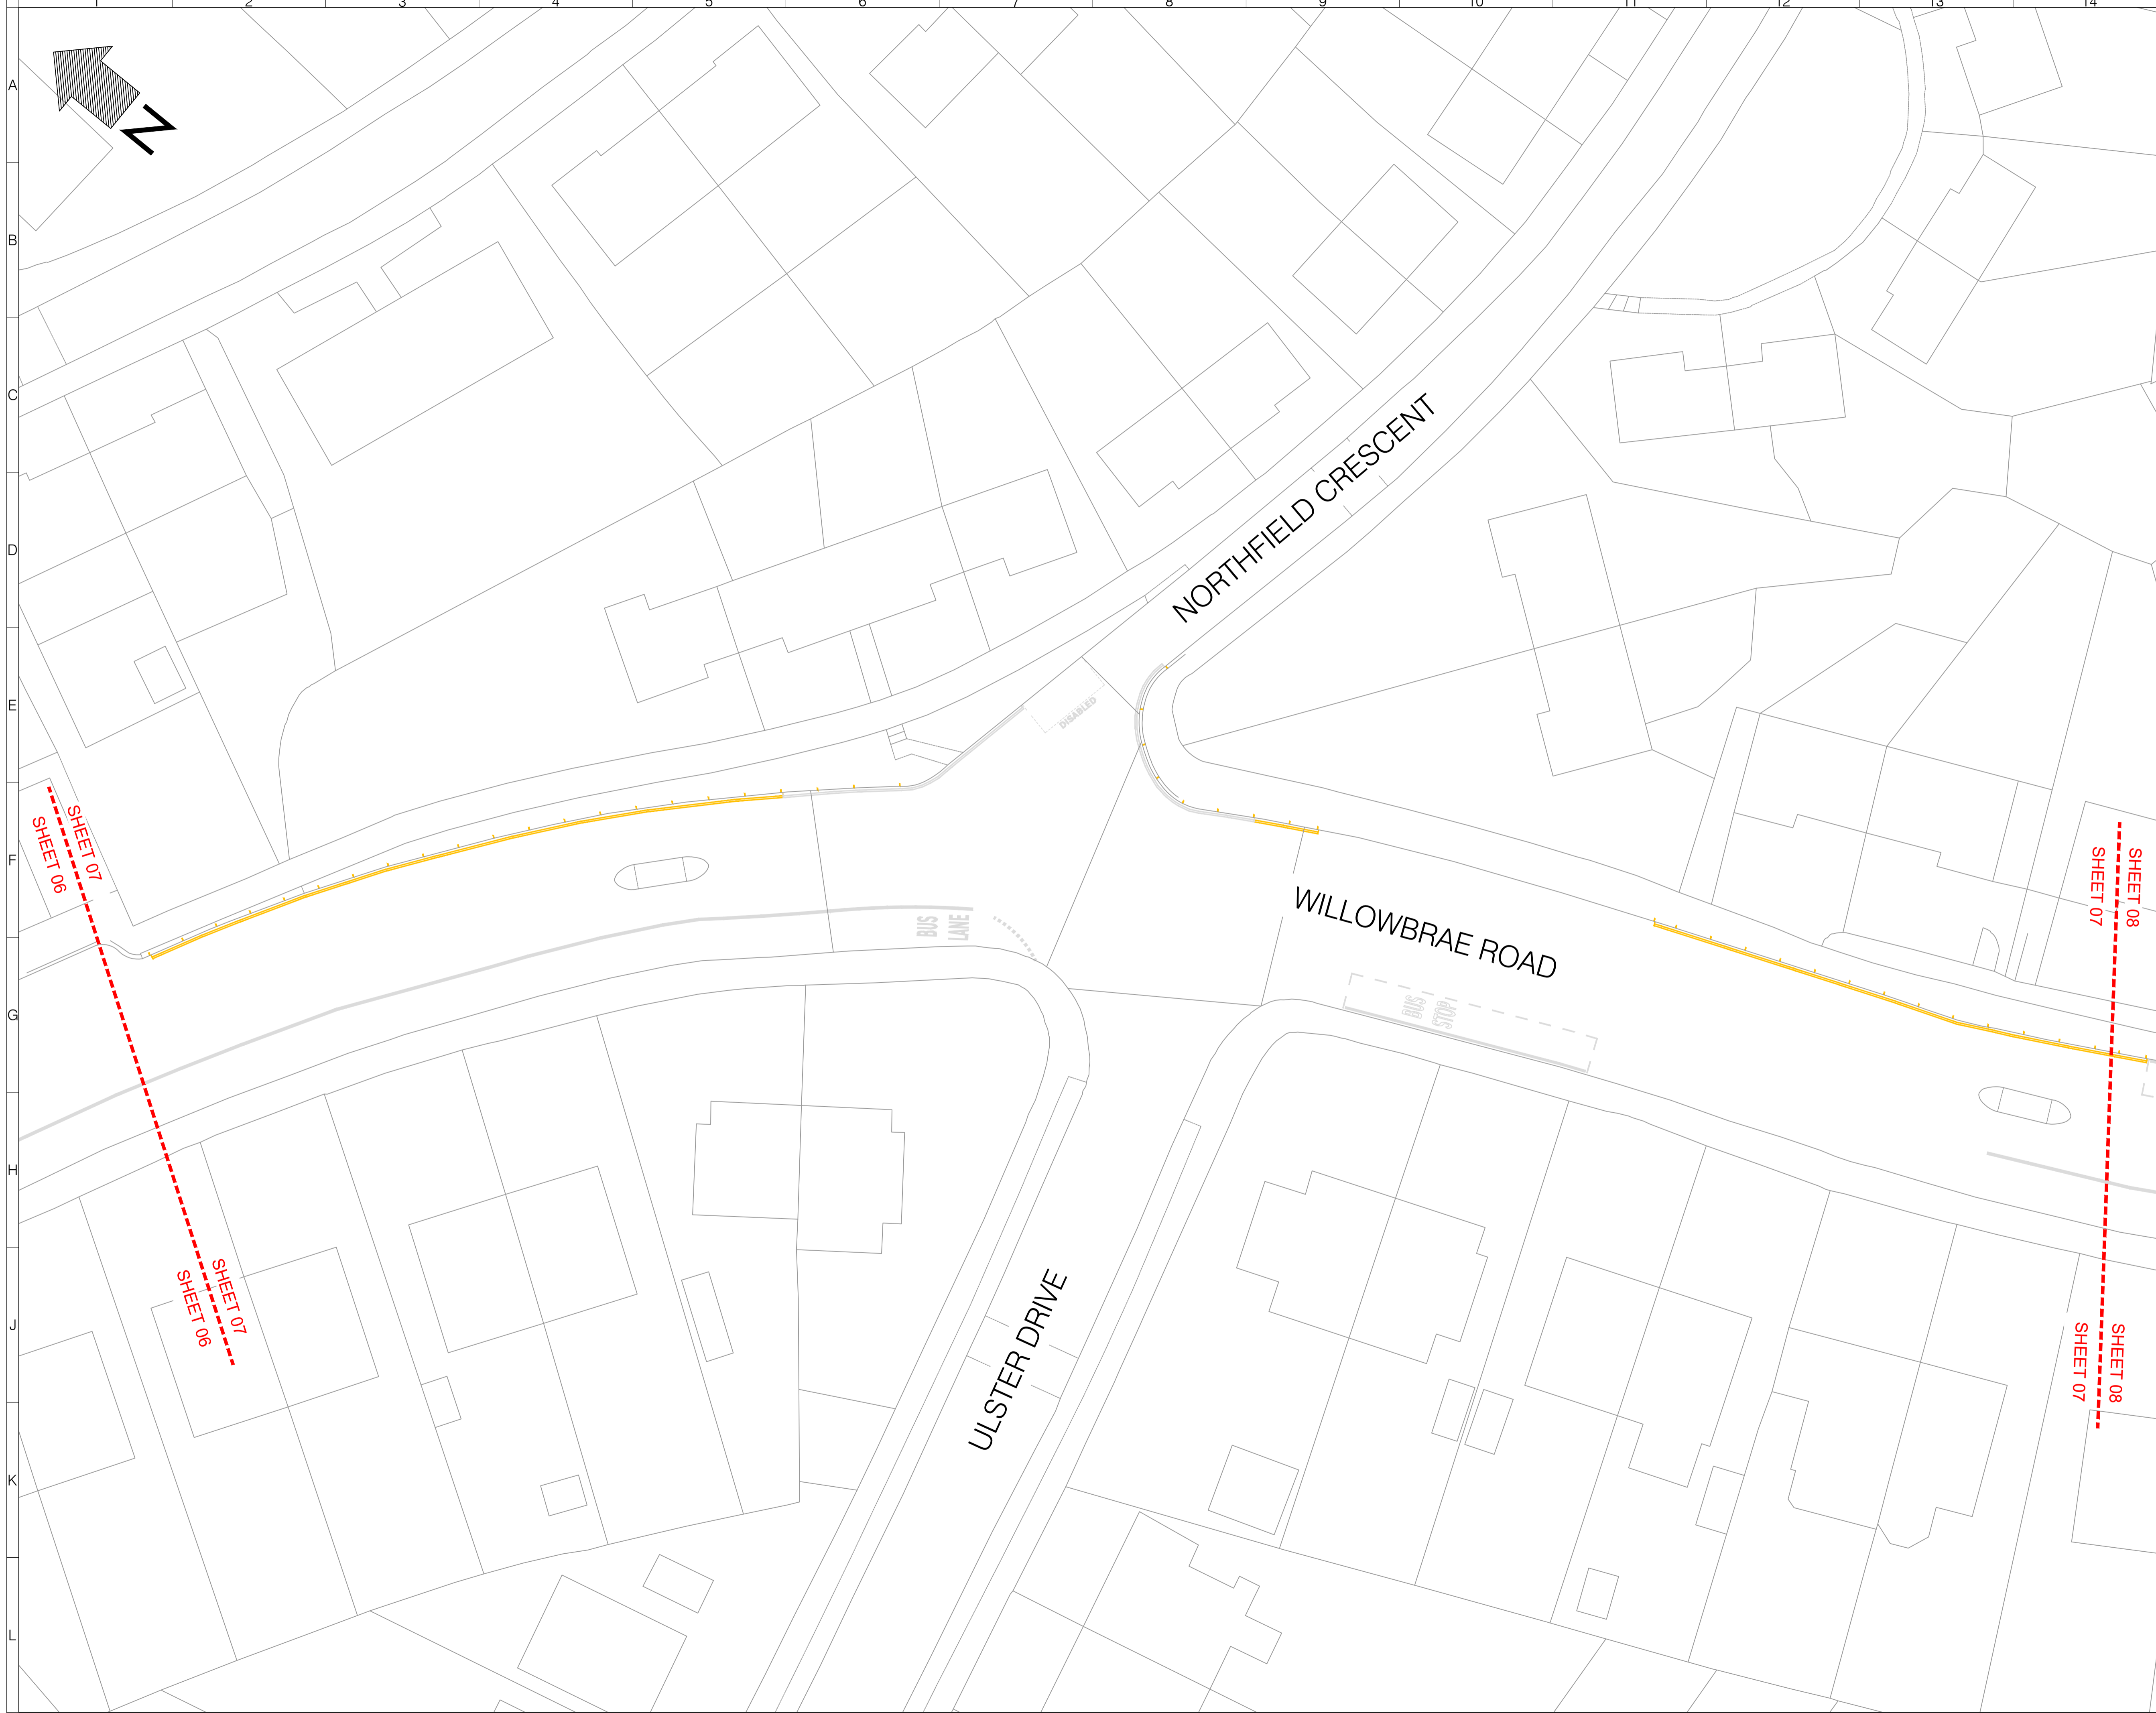 2
3
4
5
6
7
8
9
10
11
12
13
14
A
B
C
D
E
F
G
H
J
K
L
N
NORTHFIELD CRESCENT
DISABLED
SHEET 07
SHEET 06
BUS
LANE
WILLOWBRAE ROAD
BUS
STOP
SHEET 08
SHEET 07
ULSTER DRIVE
SHEET 07
SHEET 06
SHEET 08
SHEET 07